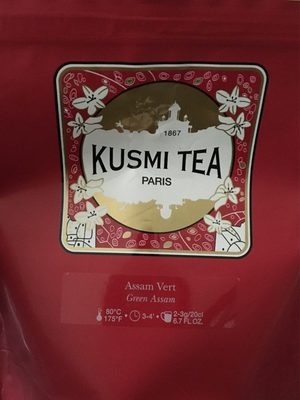 1867
KUSMI TEA
PARIS
Assam Vert
Green Assam
80°C
175°F
3-4'
2-3g/20cl
6.7 FL OZ.